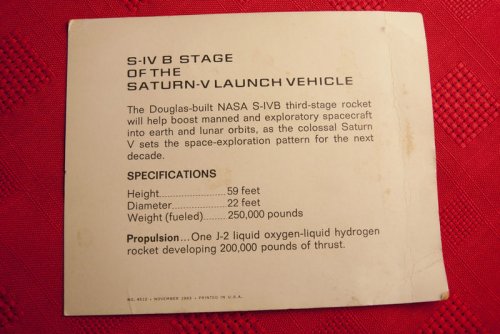 S-IV B STAGE
OF THE
SATURN-V LAUNCH VEHICLE
The Douglas-built NASA S-IVB third-stage rocket
will help boost manned and exploratory spacecraft
into earth and lunar orbits, as the colossal Saturn
V sets the space-exploration pattern for the next
decade.
SPECIFICATIONS
Height....................... 59 feet
Diameter.................. 22 feet
Weight (fueled)........ 250,000 pounds
Propulsion...One J-2 liquid oxygen-liquid hydrogen
rocket developing 200,000 pounds of thrust.
NOVEMBER 1963 • PRINTED IN U.S.A.